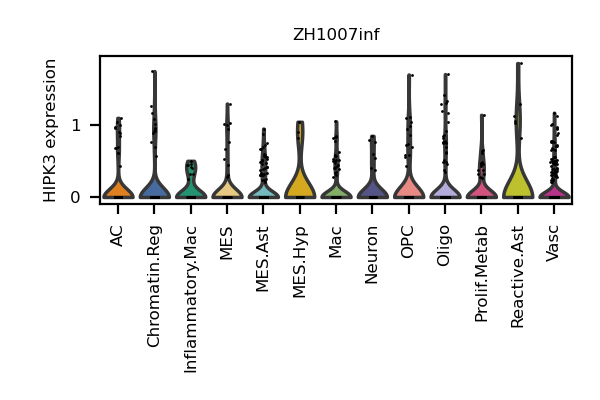 ZH1007inf
HIPK3 expression
1
0
AC
Chromatin.Reg
Inflammatory.Mac
MES
MES.Ast
MES.Hyp
Mac
Neuron
OPC
Oligo
Prolif.Metab
Reactive.Ast
Vasc